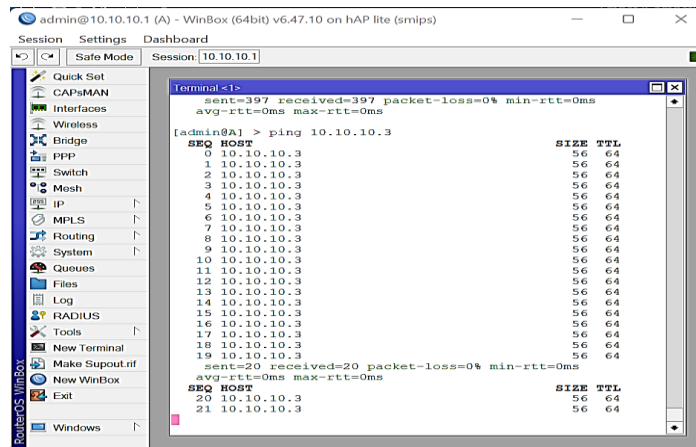 admin@10.10.10.1 (A) - WinBox (64bit) v6.47.10 on hAP lite (smips)
Session Settings Dashboard
Safe Mode Session: 10.10.10.1
Quick Set
CAPsMAN
Interfaces
Wireless
Bridge
PPP
Switch
Mesh
IP
MPLS
Routing
System
Queues
Files
Log
RADIUS
Tools
New Terminal
Make Supout.rif
New WinBox
Exit
Windows
RouterOS WinBox
Terminal <1>
sent=397 received=397 packet-loss=0% min-rtt=0ms
avg-rtt=0ms max-rtt=0ms
[admin@A] > ping 10.10.10.3
SEQ HOST SIZE TTL
0 10.10.10.3 56 64
1 10.10.10.3 56 64
2 10.10.10.3 56 64
3 10.10.10.3 56 64
4 10.10.10.3 56 64
5 10.10.10.3 56 64
6 10.10.10.3 56 64
7 10.10.10.3 56 64
8 10.10.10.3 56 64
9 10.10.10.3 56 64
10 10.10.10.3 56 64
11 10.10.10.3 56 64
12 10.10.10.3 56 64
13 10.10.10.3 56 64
14 10.10.10.3 56 64
15 10.10.10.3 56 64
16 10.10.10.3 56 64
17 10.10.10.3 56 64
18 10.10.10.3 56 64
19 10.10.10.3 56 64
sent=20 received=20 packet-loss=0% min-rtt=0ms
avg-rtt=0ms max-rtt=0ms
SEQ HOST SIZE TTL
20 10.10.10.3 56 64
21 10.10.10.3 56 64